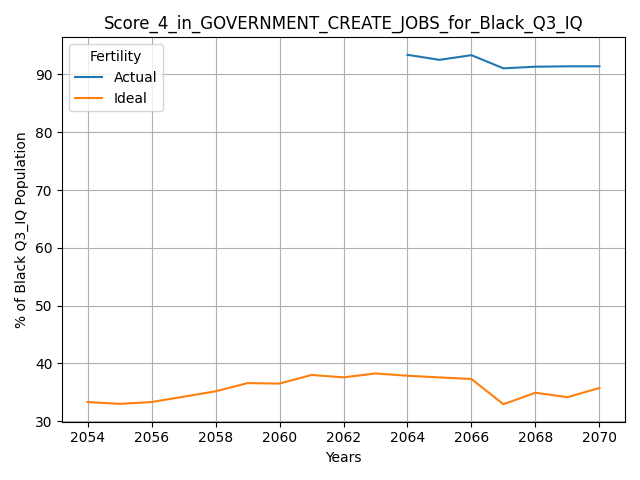 Score_4_in_GOVERNMENT_CREATE_JOBS_for_Black_Q3_IQ
Fertility
Actual
Ideal
% of Black Q3_IQ Population
90
80
70
60
50
40
30
2054 2056 2058 2060 2062 2064 2066 2068 2070
Years